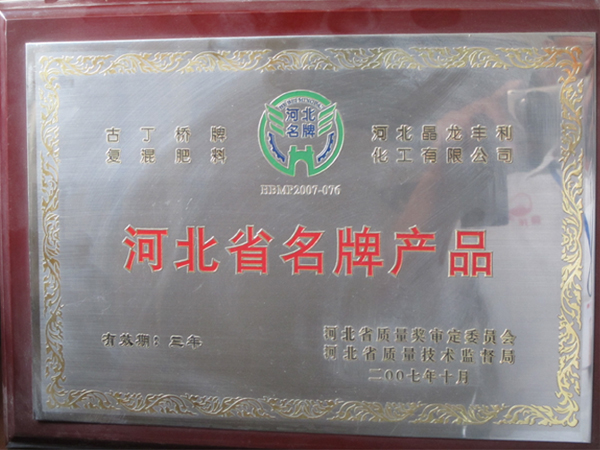 古丁桥牌
复混肥料
河北
名牌
河北晶龙丰利
化工有限公司
HBMP2007-076
河北省名牌产品
有效期：三年
河北省质量奖审定委员会
河北省质量技术监督局
二00七年十月